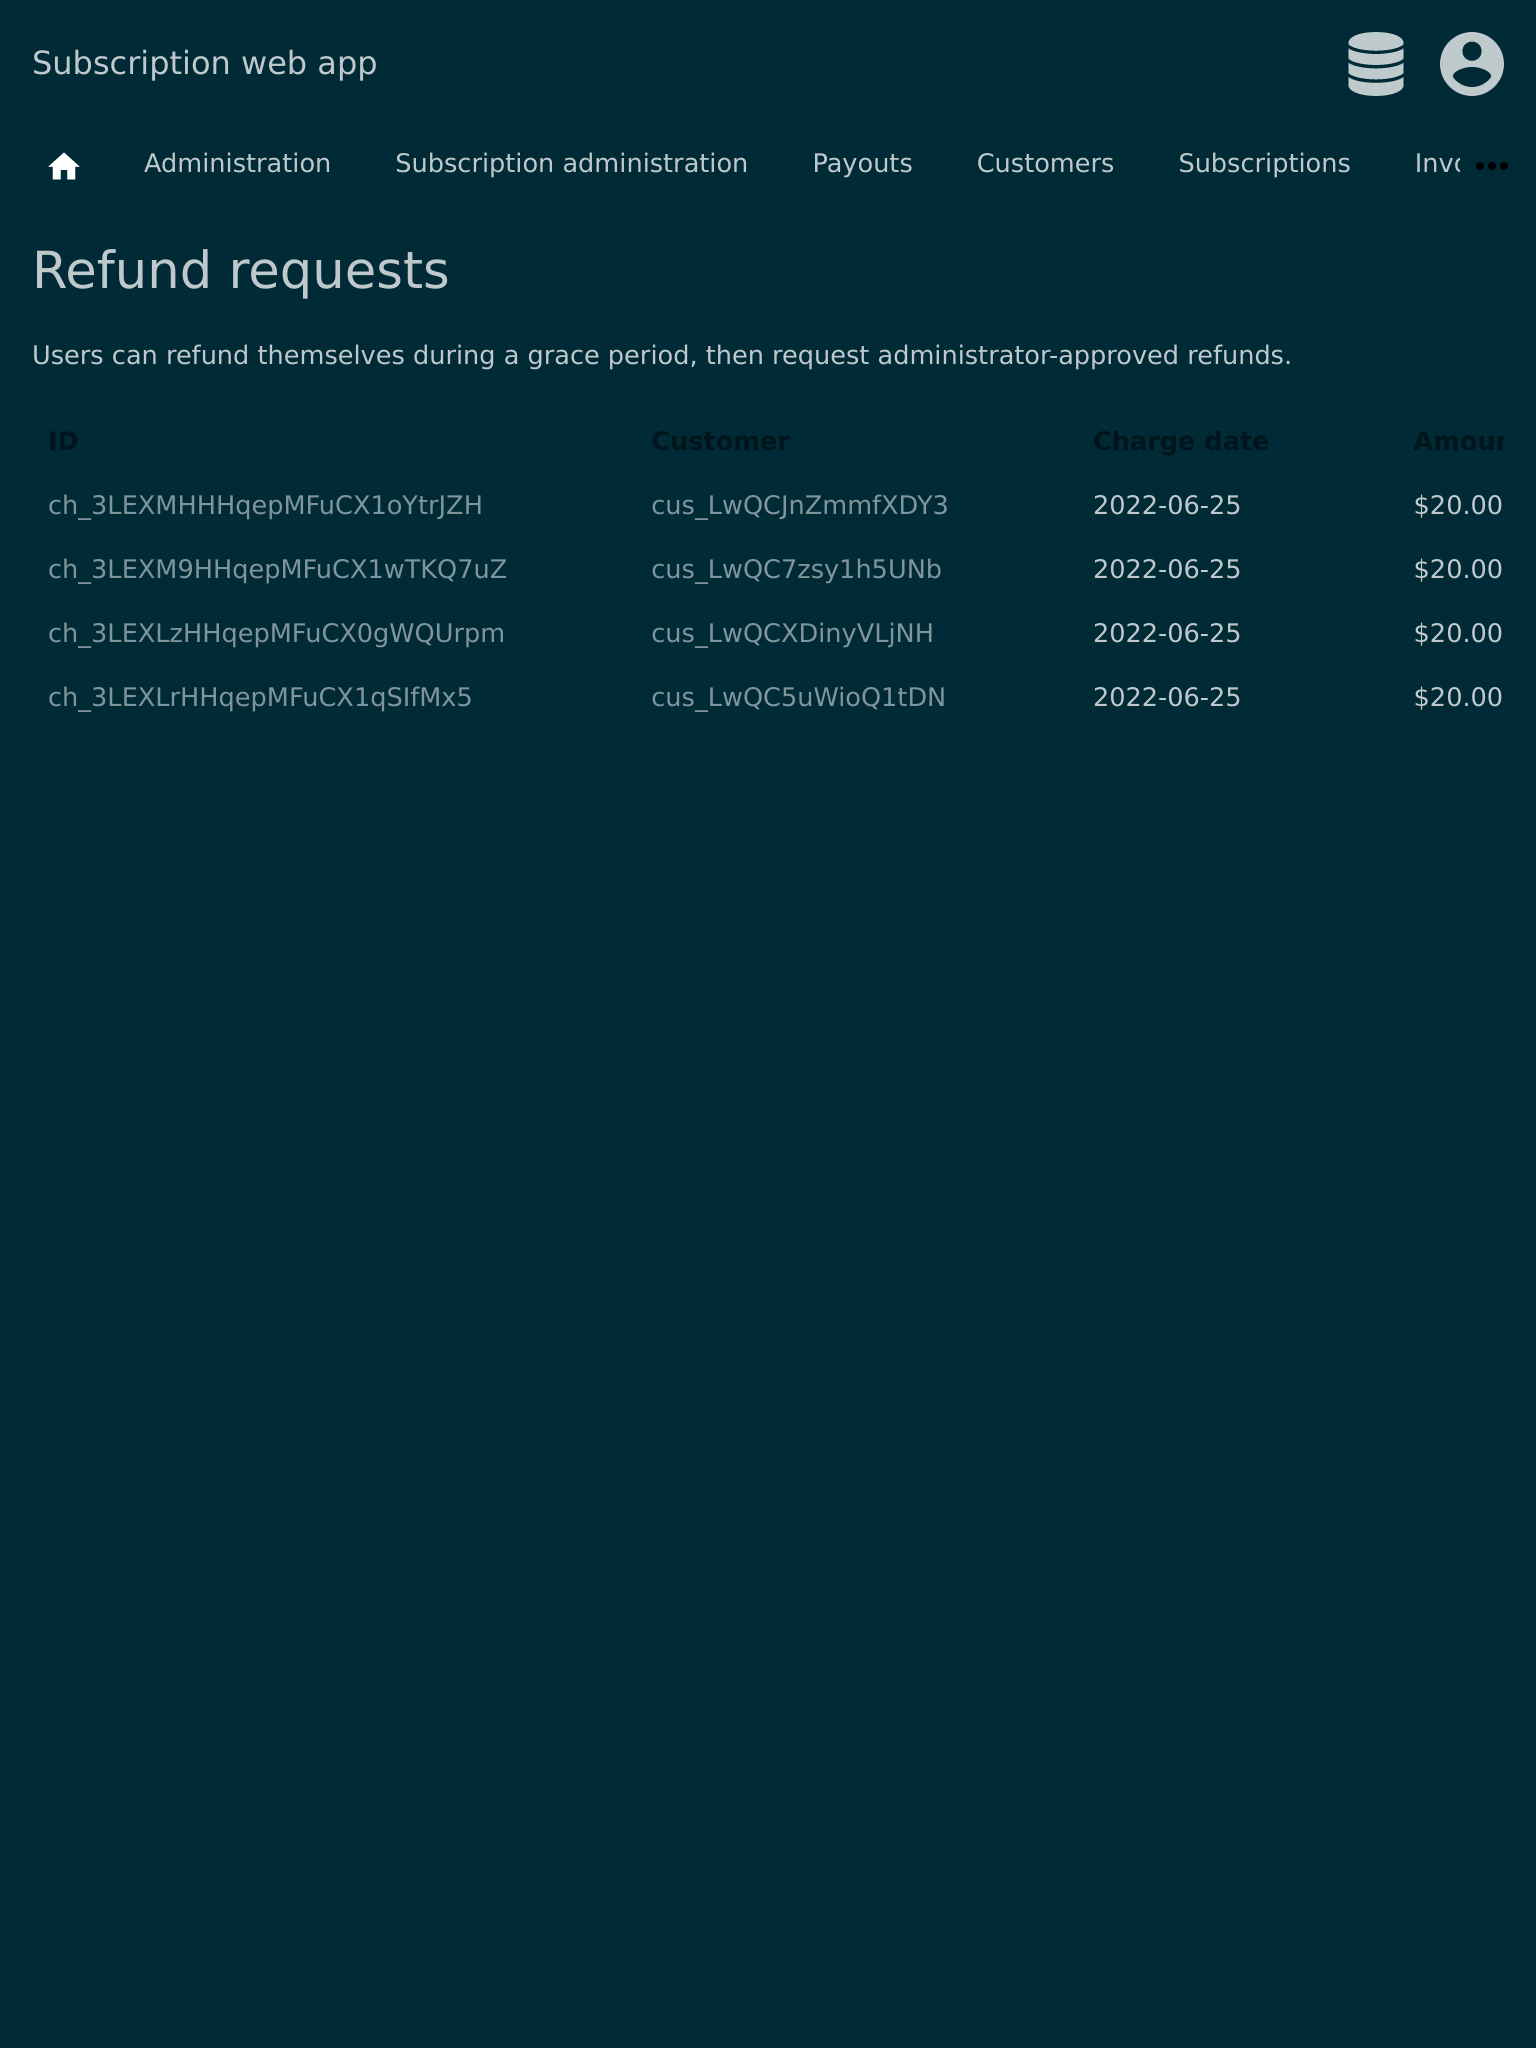 Subscription web app
Administration Subscription administration Payouts Customers Subscriptions Invo
Refund requests
Users can refund themselves during a grace period, then request administrator-approved refunds.
ID Customer Charge date Amoun
ch_3LEXMHHHqepMFuCX1oYtrJZH cus_LwQCJnZmmfXDY3 2022-06-25 $20.00
ch_3LEXM9HHqepMFuCX1wTKQ7uZ cus_LwQC7zsy1h5UNb 2022-06-25 $20.00
ch_3LEXLzHHqepMFuCX0gWQUrpm cus_LwQCXDinyVLjNH 2022-06-25 $20.00
ch_3LEXLrHHqepMFuCX1qSIfMx5 cus_LwQC5uWioQ1tDN 2022-06-25 $20.00